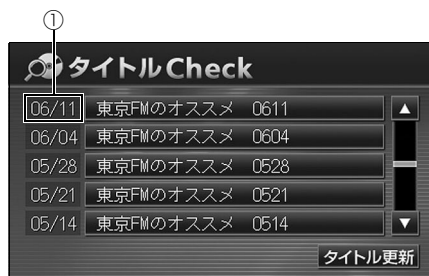 ①
タイトルCheck
06/11 東京FMのオススメ 0611
06/04 東京FMのオススメ 0604
05/28 東京FMのオススメ 0528
05/21 東京FMのオススメ 0521
05/14 東京FMのオススメ 0514
タイトル更新